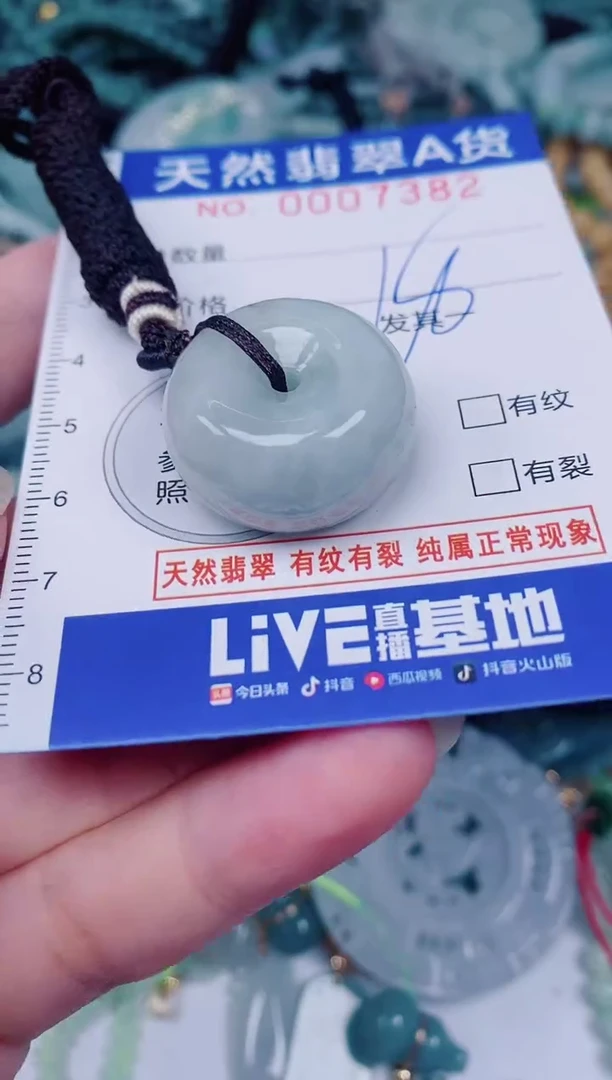 天然翡翠A货
NO 0007382
数量
价格
发其一
4
有纹
5
有裂
照
6
天然翡翠 有纹有裂 纯属正常现象
7
LiVE直播基地
8
头条 今日头条 抖音 西瓜视频 抖音火山版